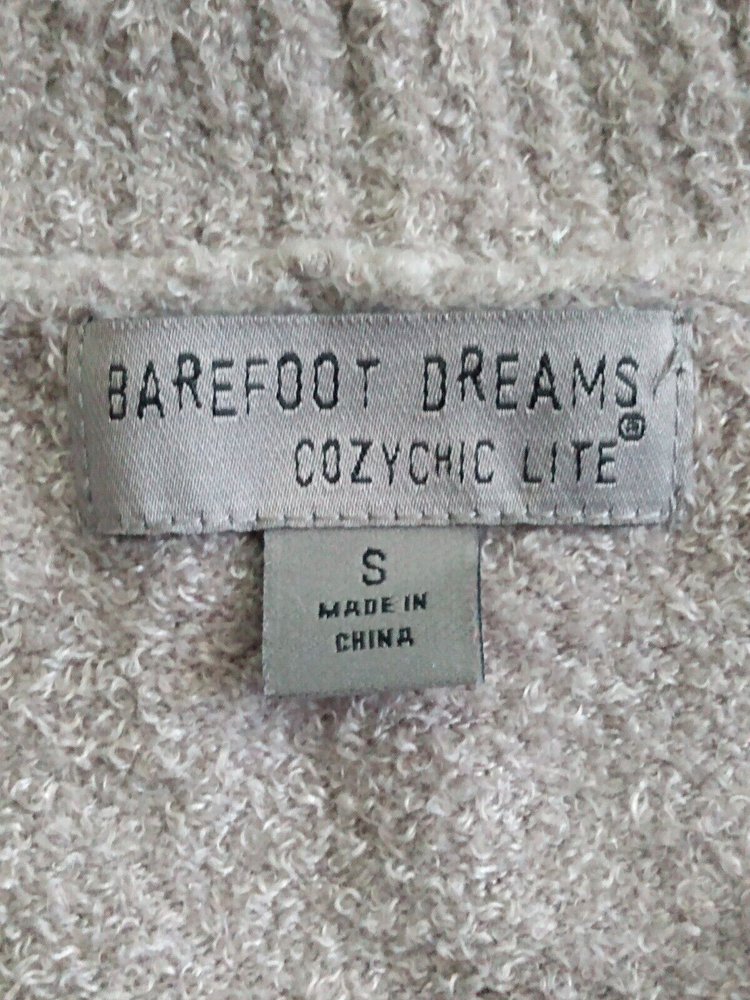 BAREFOOT DREAMS
COZYCHIC LITE®
S
MADE IN
CHINA